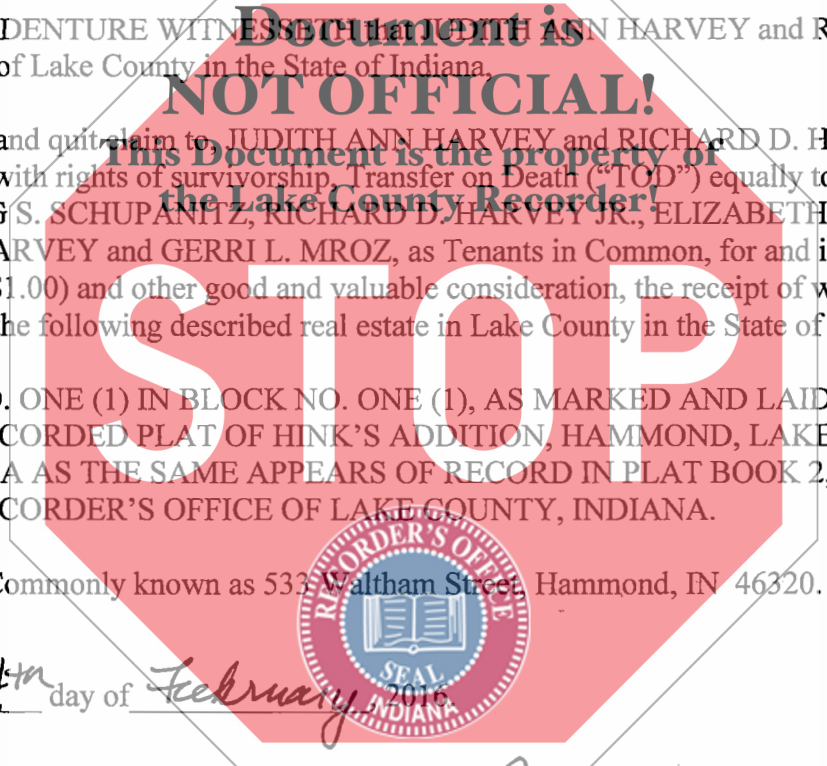 DENTURE WITNESSETH that JUDITH ANN HARVEY and R
Document is
of Lake County in the State of Indiana,
NOT OFFICIAL!
and quit claim to, JUDITH ANN HARVEY and RICHARD D. H
This Document is the property of
with rights of survivorship, Transfer on Death ("TOD") equally to
the Lake County Recorder!
G S. SCHUPANITZ, RICHARD D. HARVEY JR., ELIZABETH
ARVEY and GERRI L. MROZ, as Tenants in Common, for and i
$1.00) and other good and valuable consideration, the receipt of w
he following described real estate in Lake County in the State of
STOP
. ONE (1) IN BLOCK NO. ONE (1), AS MARKED AND LAID
CORDED PLAT OF HINK'S ADDITION, HAMMOND, LAKE
A AS THE SAME APPEARS OF RECORD IN PLAT BOOK 2,
CORDER'S OFFICE OF LAKE COUNTY, INDIANA.
RECORDER'S OFFICE
Commonly known as 533 Waltham Street, Hammond, IN 46320.
SEAL
INDIANA
th day of February, 2016.